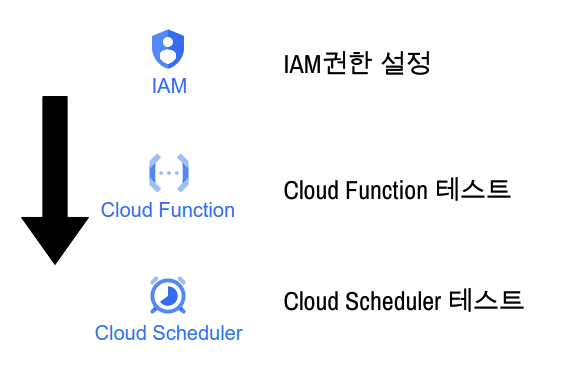 IAM
IAM권한 설정
Cloud Function
Cloud Function 테스트
Cloud Scheduler
Cloud Scheduler 테스트